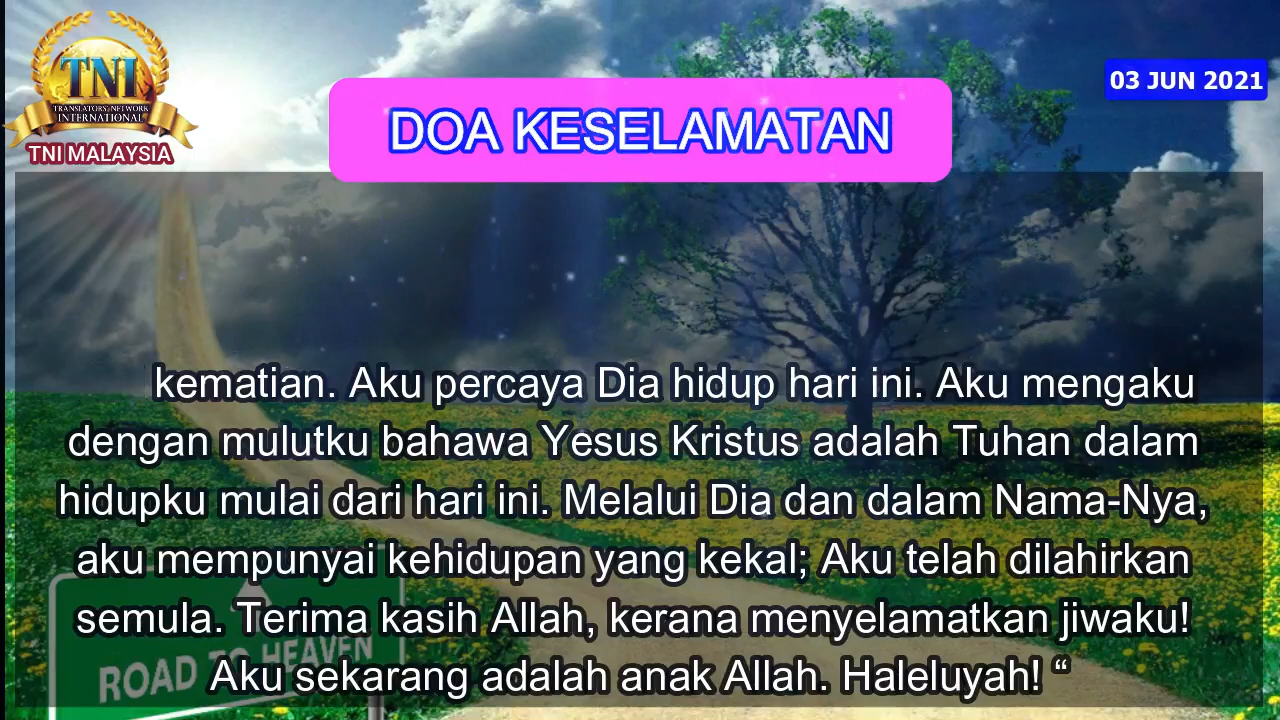 TNI
TRANSLATORS NETWORK
INTERNATIONAL
TNI MALAYSIA
DOA KESELAMATAN
03 JUN 2021
kematian. Aku percaya Dia hidup hari ini. Aku mengaku
dengan mulutku bahawa Yesus Kristus adalah Tuhan dalam
hidupku mulai dari hari ini. Melalui Dia dan dalam Nama-Nya,
aku mempunyai kehidupan yang kekal; Aku telah dilahirkan
semula. Terima kasih Allah, kerana menyelamatkan jiwaku!
Aku sekarang adalah anak Allah. Haleluyah! “
ROAD TO HEAVEN